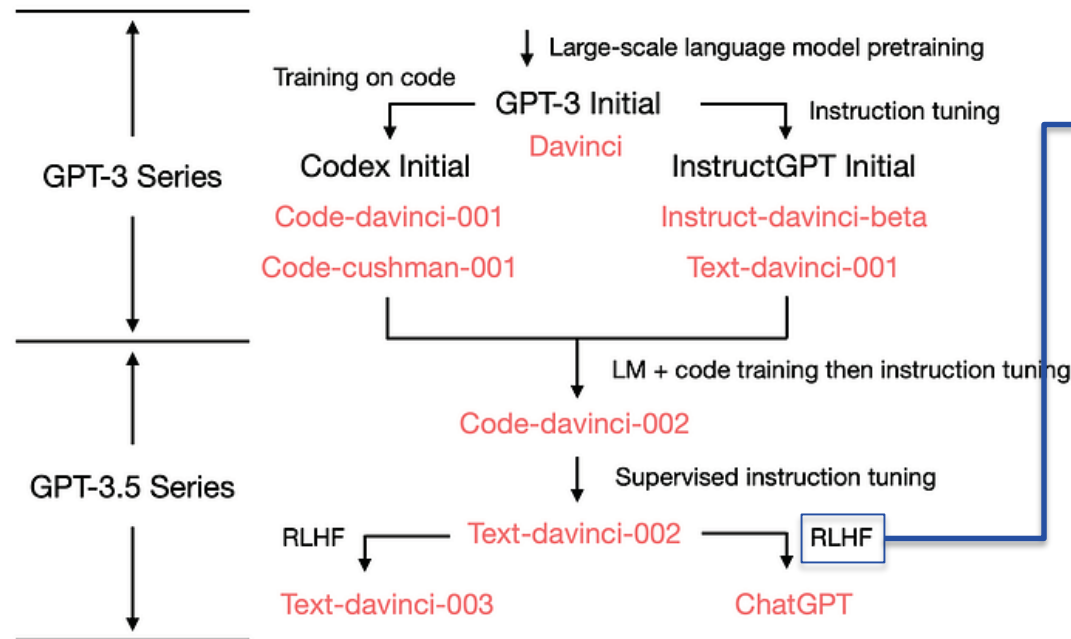 Large-scale language model pretraining
Training on code
GPT-3 Initial
Instruction tuning
Davinci
GPT-3 Series
Codex Initial
InstructGPT Initial
Code-davinci-001
Instruct-davinci-beta
Code-cushman-001
Text-davinci-001
LM + code training then instruction tuning
Code-davinci-002
GPT-3.5 Series
Supervised instruction tuning
RLHF
Text-davinci-002
RLHF
Text-davinci-003
ChatGPT